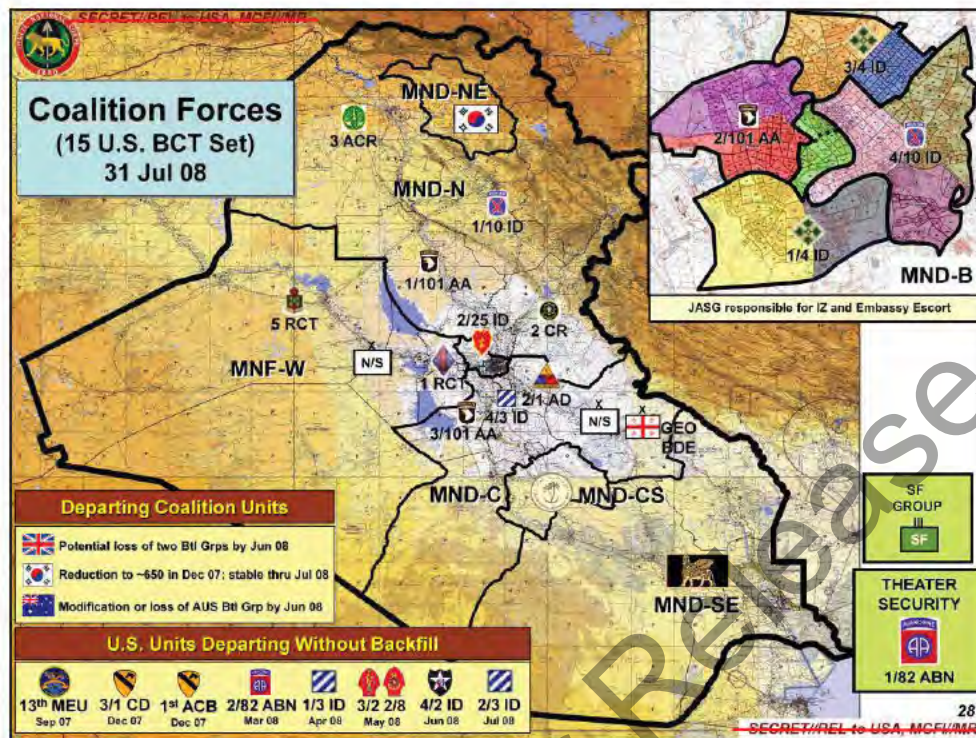 SECRET//REL to USA, MCFI//MR
Coalition Forces
(15 U.S. BCT Set)
31 Jul 08
MND-NE
3 ACR
MND-N
1/10 ID
1/101 AA
5 RCT
2/25 ID
2 CR
MNF-W
N/S
1 RCT
2/1 AD
4/3 ID
3/101 AA
X
N/S
X
GEO
BDE
MND-C
MND-CS
MND-SE
3/4 ID
2/101 AA
4/10 ID
1/4 ID
MND-B
JASG responsible for IZ and Embassy Escort
Departing Coalition Units
Potential loss of two Btl Grps by Jun 08
Reduction to ~650 in Dec 07; stable thru Jul 08
Modification or loss of AUS Btl Grp by Jun 08
U.S. Units Departing Without Backfill
13th MEU
Sep 07
3/1 CD
Dec 07
1st ACB
Dec 07
2/82 ABN
Mar 08
1/3 ID
Apr 08
3/2 2/8
May 08
4/2 ID
Jun 08
2/3 ID
Jul 08
SF
GROUP
III
SF
THEATER
SECURITY
AIRBORNE
AA
1/82 ABN
Release
28
SECRET//REL to USA, MCFI//MR